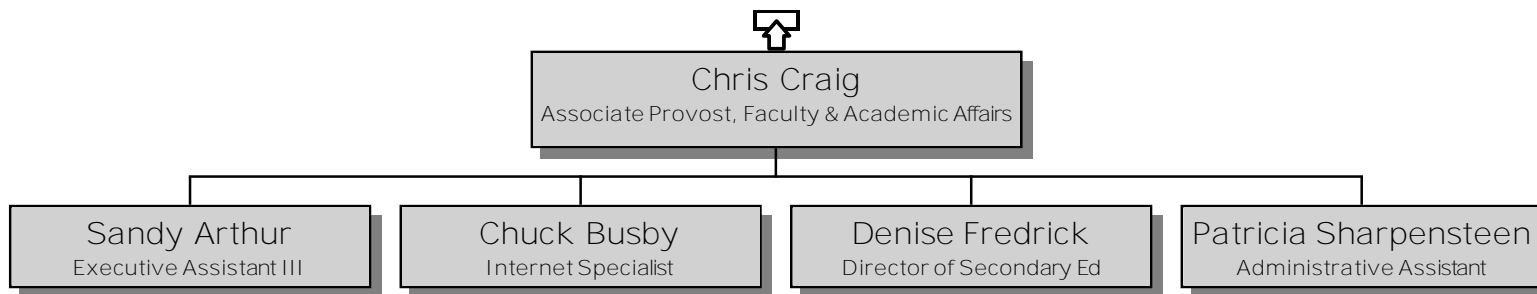 Chris Craig
Associate Provost, Faculty & Academic Affairs
Sandy Arthur
Executive Assistant III
Chuck Busby
Internet Specialist
Denise Fredrick
Director of Secondary Ed
Patricia Sharpensteen
Administrative Assistant